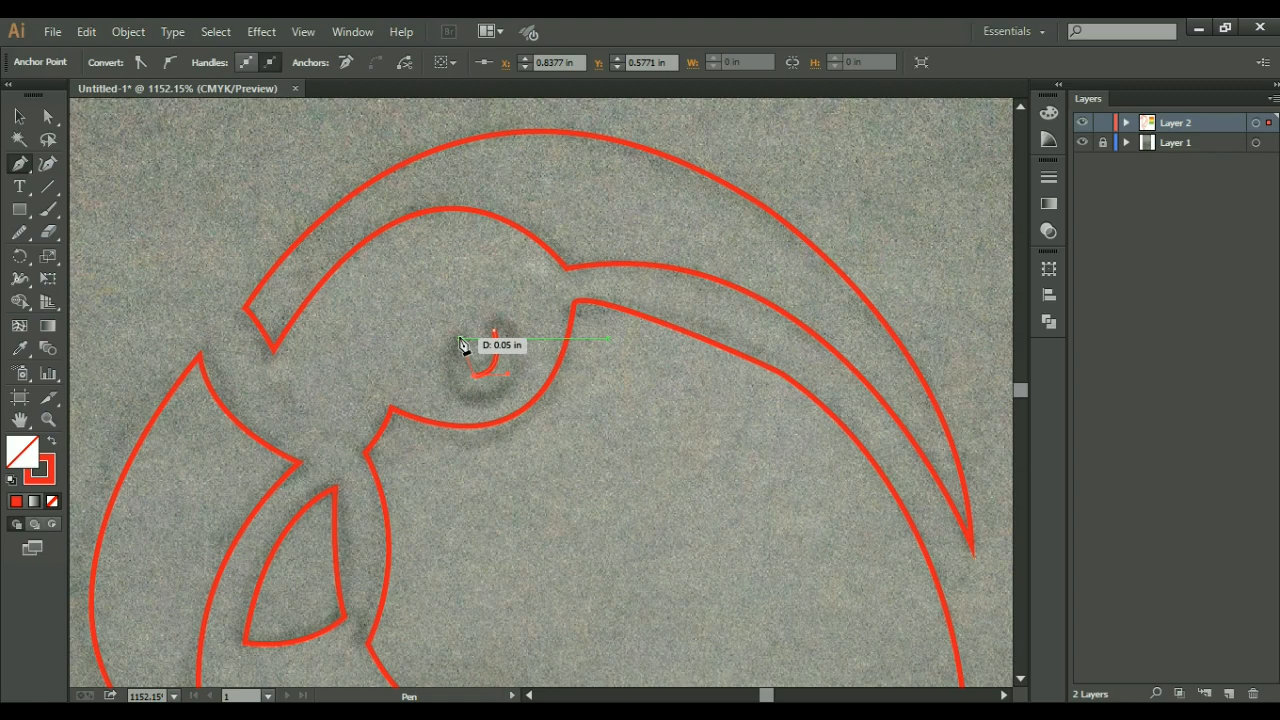 Ai File Edit Object Type Select Effect View Window Help Br Essentials
Anchor Point Convert: Handles: Anchors: X: 0.8377 in Y: 0.5771 in W: 0 in H: 0 in
Untitled-1* @ 1152.15% (CMYK/Preview) ×
Layers
Layer 2
Layer 1
D: 0.05 in
1152.15' 1 Pen
2 Layers